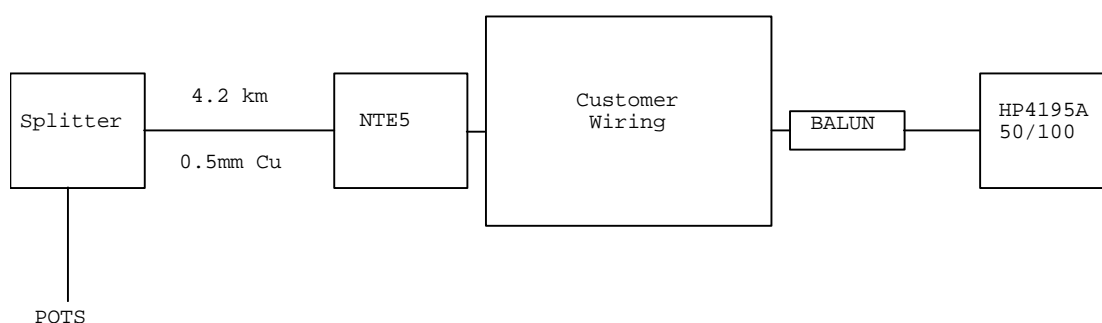 Splitter
4.2 km
0.5mm Cu
NTE5
Customer
Wiring
BALUN
HP4195A
50/100
POTS